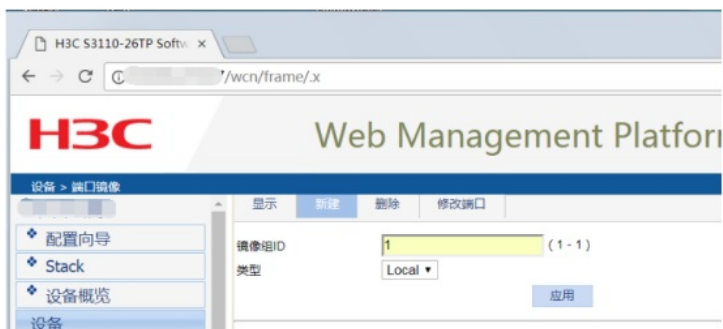 H3C S3110-26TP Softw
/wcn/frame/.x
H3C
Web Management Platfor
设备 > 端口镜像
显示 新建 删除 修改端口
配置向导
Stack
设备概览
设备
镜像组ID 1 (1-1)
类型 Local
应用